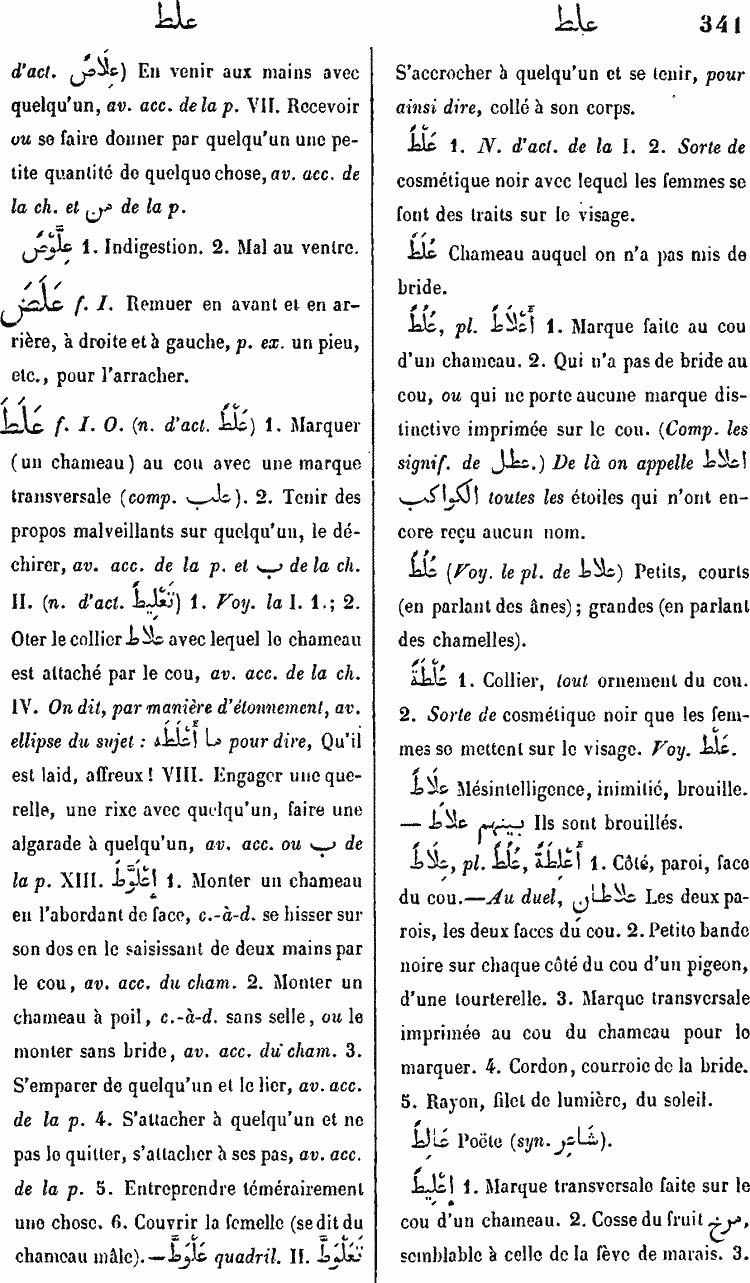 علط
علط 341
d'act. عِلَاصٌ) En venir aux mains avec
quelqu'un, av. acc. de la p. VII. Recevoir
ou se faire donner par quelqu'un une pe-
tite quantité de quelque chose, av. acc. de
la ch. et من de la p.
عِلَّوْصٌ 1. Indigestion. 2. Mal au ventre.
عَلَضَ f. I. Remuer en avant et en ar-
rière, à droite et à gauche, p. ex. un pieu,
etc., pour l'arracher.
عَلَطَ f. I. O. (n. d'act. عَلْطٌ) 1. Marquer
(un chameau) au cou avec une marque
transversale (comp. علب). 2. Tenir des
propos malveillants sur quelqu'un, le dé-
chirer, av. acc. de la p. et ب de la ch.
II. (n. d'act. تَعْلِيطٌ) 1. Voy. la I. 1.; 2.
Oter le collier علاط avec lequel le chameau
est attaché par le cou, av. acc. de la ch.
IV. On dit, par manière d'étonnement, av.
ellipse du sujet : ما أَعْلَطَهُ pour dire, Qu'il
est laid, affreux! VIII. Engager une que-
relle, une rixe avec quelqu'un, faire une
algarade à quelqu'un, av. acc. ou ب de
la p. XIII. إِعْلَوَّطَ 1. Monter un chameau
en l'abordant de face, c.-à-d. se hisser sur
son dos en le saisissant de deux mains par
le cou, av. acc. du cham. 2. Monter un
chameau à poil, c.-à-d. sans selle, ou le
monter sans bride, av. acc. du cham. 3.
S'emparer de quelqu'un et le lier, av. acc.
de la p. 4. S'attacher à quelqu'un et ne
pas le quitter, s'attacher à ses pas, av. acc.
de la p. 5. Entreprendre témérairement
une chose. 6. Couvrir la femelle (se dit du
chameau mâle).—عَلْوَطَ quadril. II. تَعَلْوَطَ
S'accrocher à quelqu'un et se tenir, pour
ainsi dire, collé à son corps.
عَلْطٌ 1. N. d'act. de la I. 2. Sorte de
cosmétique noir avec lequel les femmes se
font des traits sur le visage.
عُلُطٌ Chameau auquel on n'a pas mis de
bride.
عُلُطٌ, pl. أَعْلَاطٌ 1. Marque faite au cou
d'un chameau. 2. Qui n'a pas de bride au
cou, ou qui ne porte aucune marque dis-
tinctive imprimée sur le cou. (Comp. les
signif. de عطل.) De là on appelle اعلاط
الكواكب toutes les étoiles qui n'ont en-
core reçu aucun nom.
عُلُطٌ (Voy. le pl. de علاط) Petits, courts
(en parlant des ânes); grandes (en parlant
des chamelles).
عُلْطَةٌ 1. Collier, tout ornement du cou.
2. Sorte de cosmétique noir que les fem-
mes se mettent sur le visage. Voy. عَلْطٌ.
عَلَاطٌ Mésintelligence, inimitié, brouille.
— بينهم علاط Ils sont brouillés.
عِلَاطٌ, pl. عُلُطٌ, أَعْلِطَةٌ 1. Côté, paroi, face
du cou.—Au duel, علاطان Les deux pa-
rois, les deux faces du cou. 2. Petite bande
noire sur chaque côté du cou d'un pigeon,
d'une tourterelle. 3. Marque transversale
imprimée au cou du chameau pour le
marquer. 4. Cordon, courroie de la bride.
5. Rayon, filet de lumière, du soleil.
عَالِطٌ Poëte (syn. شَاعِر).
إِعْلِيطٌ 1. Marque transversale faite sur le
cou d'un chameau. 2. Cosse du fruit مرخ,
semblable à celle de la fève de marais. 3.